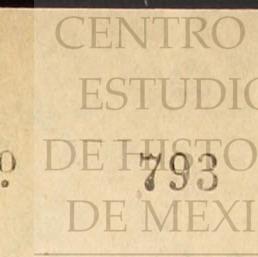 CENTRO
ESTUDIO
DE HISTO
º 793
DE MEXI